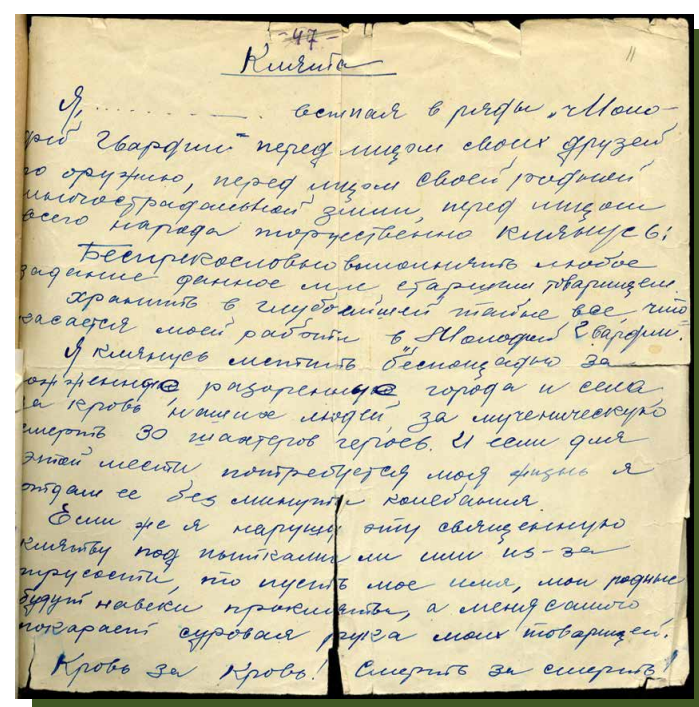 -47-
11
Клятва
Я, . . . . . . . . . . . . . вступая в ряды „Моло-
дой Гвардии" перед лицом своих друзей
по оружию, перед лицом своей родной
многострадальной земли, перед лицом
всего народа торжественно клянусь:
Беспрекословно выполнять любое
задание данное мне старшим товарищем.
хранить в глубочайшей тайне все, что
касается моей работы в „Молодой Гвардии."
Я клянусь мстить беспощадно за
сожженные разоренные города и села
за кровь наших людей, за мученическую
смерть 30 шахтеров героев. И если для
этой мести потребуется моя жизнь я
отдам ее без минуты колебания.
Если же я нарушу эту священную
клятву под пытками ли или из-за
трусости, то пусть мое имя, мои родные
будут навеки прокляты, а меня самого
покарает суровая рука моих товарищей.
Кровь за Кровь! Смерть за смерть!